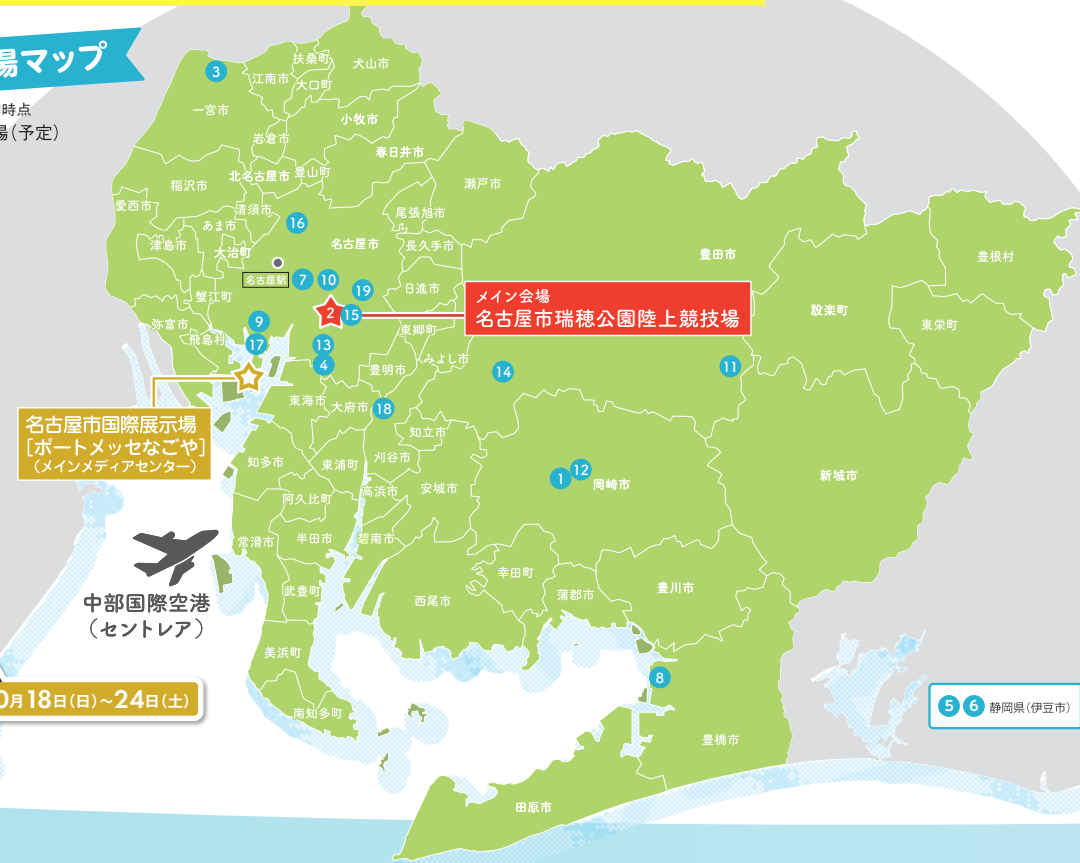 場マップ
時点
場（予定）
扶桑町
犬山市
3
江南市
大口町
一宮市
小牧市
岩倉市
春日井市
北名古屋市
豊山町
瀬戸市
稲沢市
愛西市
清須市
尾張旭市
あま市
16
津島市
名古屋市
長久手市
大治町
豊田市
豊根村
名古屋駅
7
10
19
日進市
蟹江町
メイン会場
名古屋市瑞穂公園陸上競技場
設楽町
2
15
9
弥富市
東郷町
東栄町
飛島村
17
13
みよし市
4
豊明市
14
11
東海市
大府市
18
名古屋市国際展示場
［ポートメッセなごや］
（メインメディアセンター）
知立市
知多市
東浦町
刈谷市
1
12
岡崎市
新城市
阿久比町
高浜市
安城市
常滑市
半田市
碧南市
中部国際空港
（セントレア）
武豊町
西尾市
幸田町
蒲郡市
豊川市
美浜町
8
0月18日（日）～24日（土）
南知多町
5
6
静岡県（伊豆市）
豊橋市
田原市